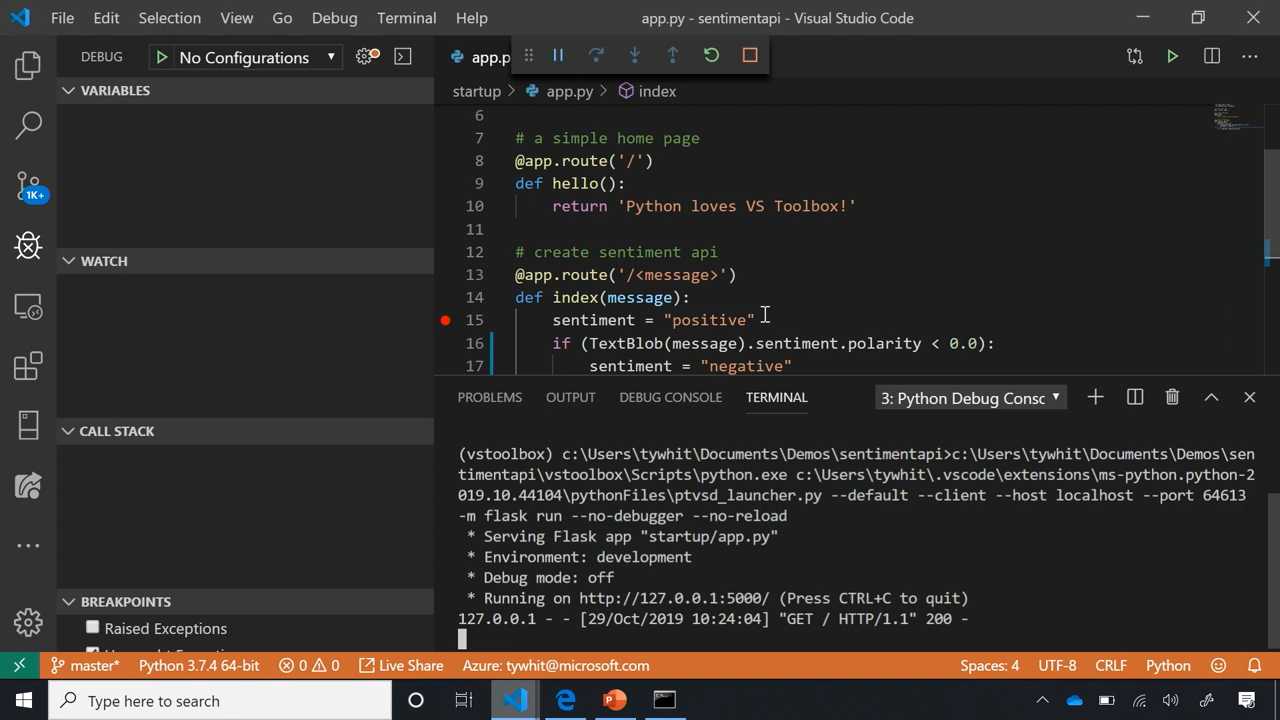 File Edit Selection View Go Debug Terminal Help
app.py - sentimentapi - Visual Studio Code
DEBUG No Configurations
app.p
startup > app.py > index
VARIABLES
WATCH
CALL STACK
BREAKPOINTS
Raised Exceptions
1K+
6
7 # a simple home page
8 @app.route('/')
9 def hello():
10 return 'Python loves VS Toolbox!'
11
12 # create sentiment api
13 @app.route('/<message>')
14 def index(message):
15 sentiment = "positive"
16 if (TextBlob(message).sentiment.polarity < 0.0):
17 sentiment = "negative"
PROBLEMS OUTPUT DEBUG CONSOLE TERMINAL 3: Python Debug Consc
(vstoolbox) c:\Users\tywhit\Documents\Demos\sentimentapi>c:\Users\tywhit\Documents\Demos\sen
timentapi\vstoolbox\Scripts\python.exe c:\Users\tywhit\.vscode\extensions\ms-python.python-2
019.10.44104\pythonFiles\ptvsd_launcher.py --default --client --host localhost --port 64613
-m flask run --no-debugger --no-reload
* Serving Flask app "startup/app.py"
* Environment: development
* Debug mode: off
* Running on http://127.0.0.1:5000/ (Press CTRL+C to quit)
127.0.0.1 - - [29/Oct/2019 10:24:04] "GET / HTTP/1.1" 200 -
master* Python 3.7.4 64-bit 0 0 Live Share Azure: tywhit@microsoft.com Spaces: 4 UTF-8 CRLF Python
Type here to search